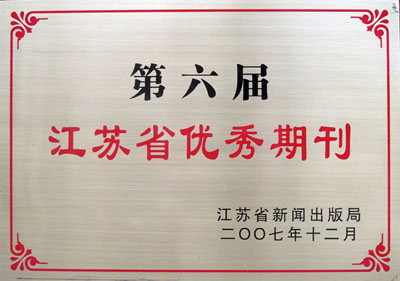 第六届
江苏省优秀期刊
江苏省新闻出版局
二〇〇七年十二月